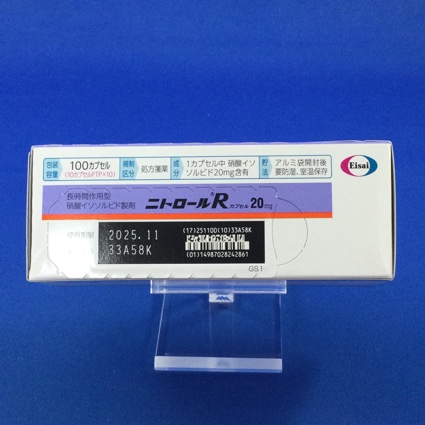 包装容量 100カプセル (10カプセルPTP×10)
規制区分 処方箋薬
成分 1カプセル中 硝酸イソソルビド20mg含有
貯法 アルミ袋開封後 要防湿、室温保存
Eisai
長時間作用型
硝酸イソソルビド製剤
ニトロールRカプセル 20mg
使用期限 2025.11
33A58K
(17)251100(10)33A58K
(01)14987028242861
GS1